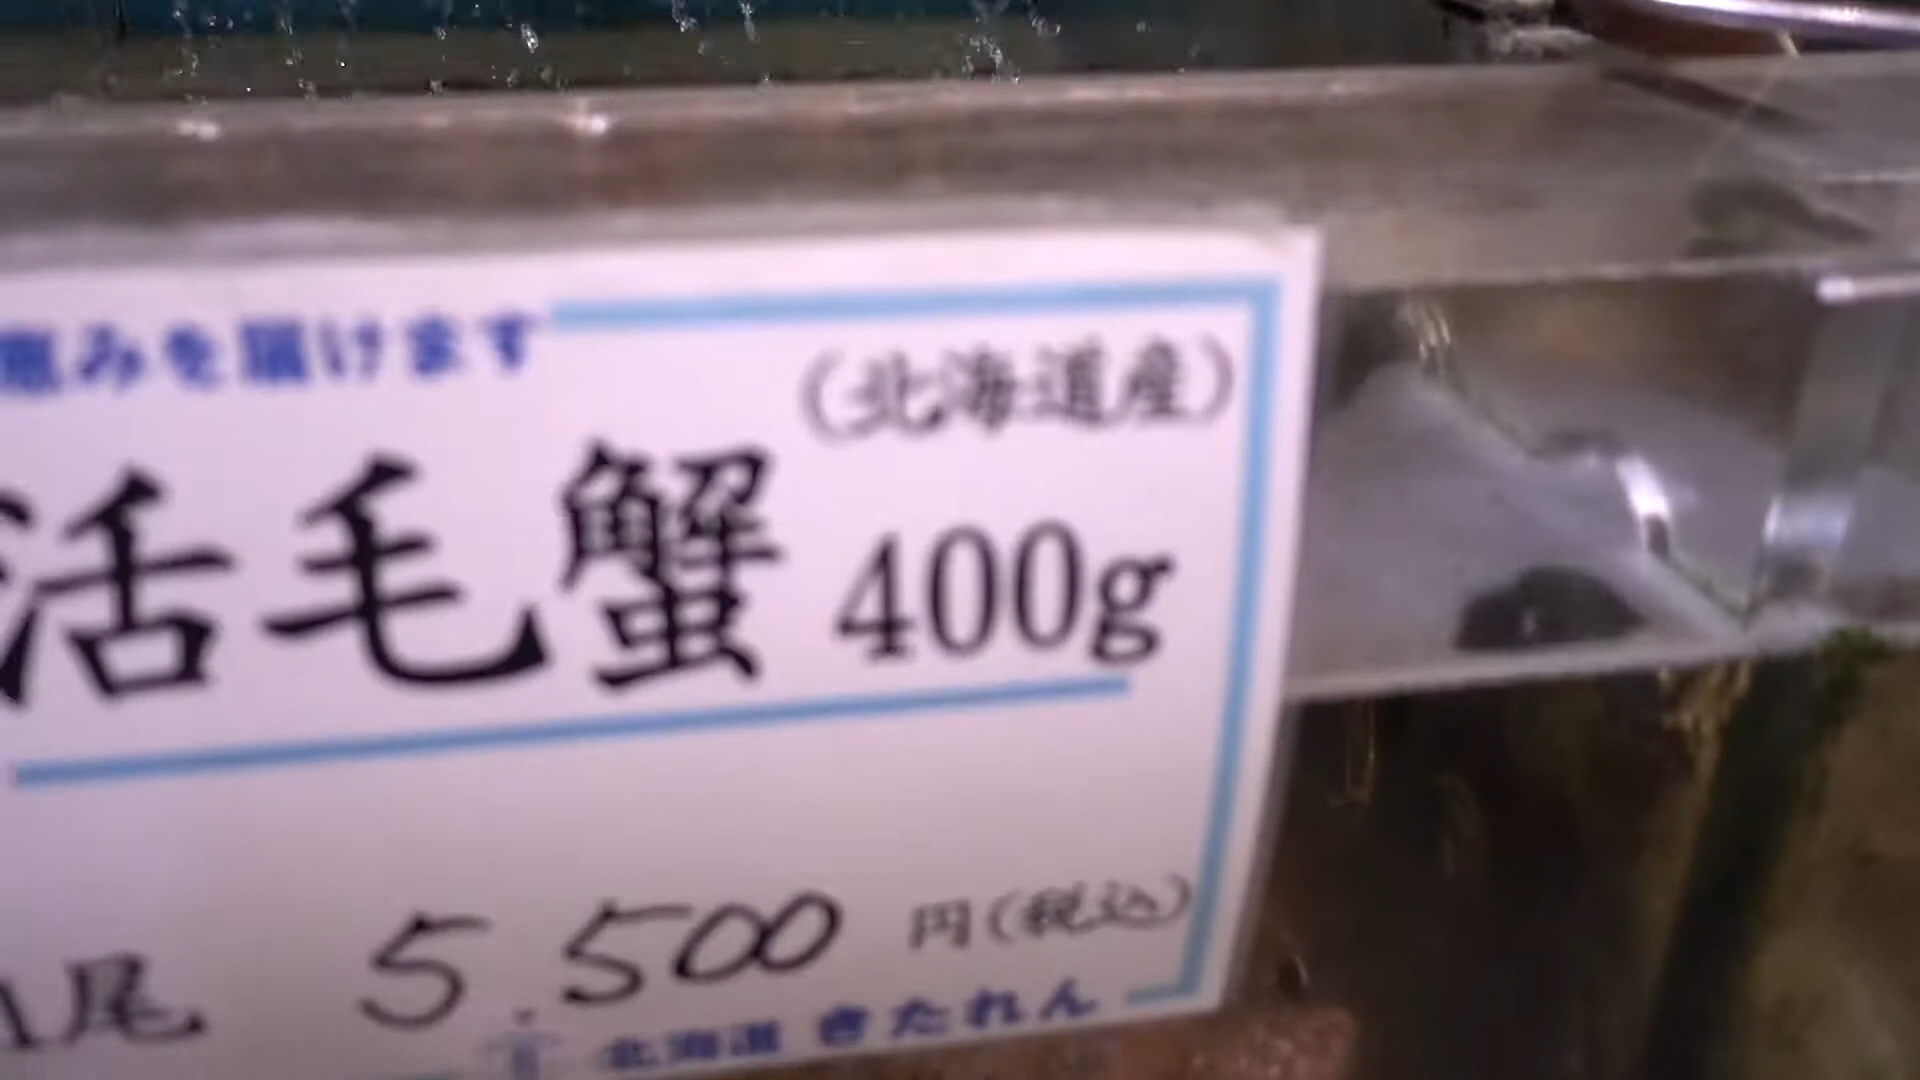 恵みを届けます
(北海道産)
活毛蟹 400g
尾 5.500 円(税込)
北海道 きたれん